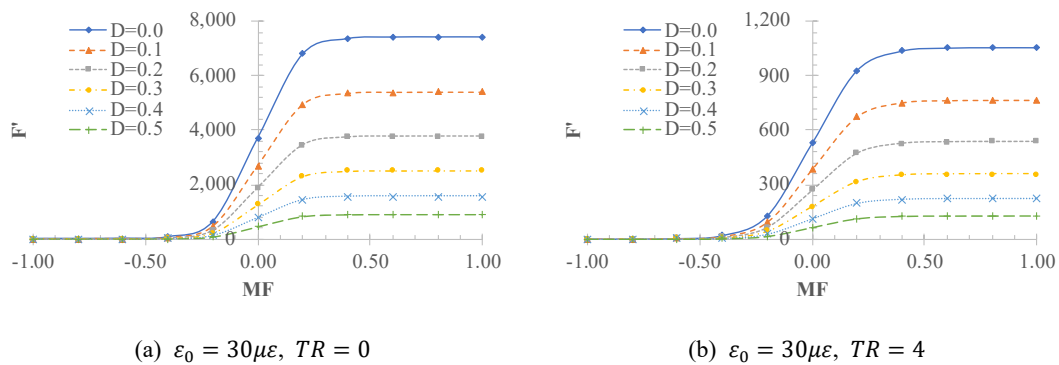 8,000
6,000
4,000
2,000
0
F'
D=0.0
D=0.1
D=0.2
D=0.3
D=0.4
D=0.5
-1.00 -0.50 0.00 0.50 1.00
MF
(a) ε₀ = 30με, TR = 0
1,200
900
600
300
0
F'
D=0.0
D=0.1
D=0.2
D=0.3
D=0.4
D=0.5
-1.00 -0.50 0.00 0.50 1.00
MF
(b) ε₀ = 30με, TR = 4